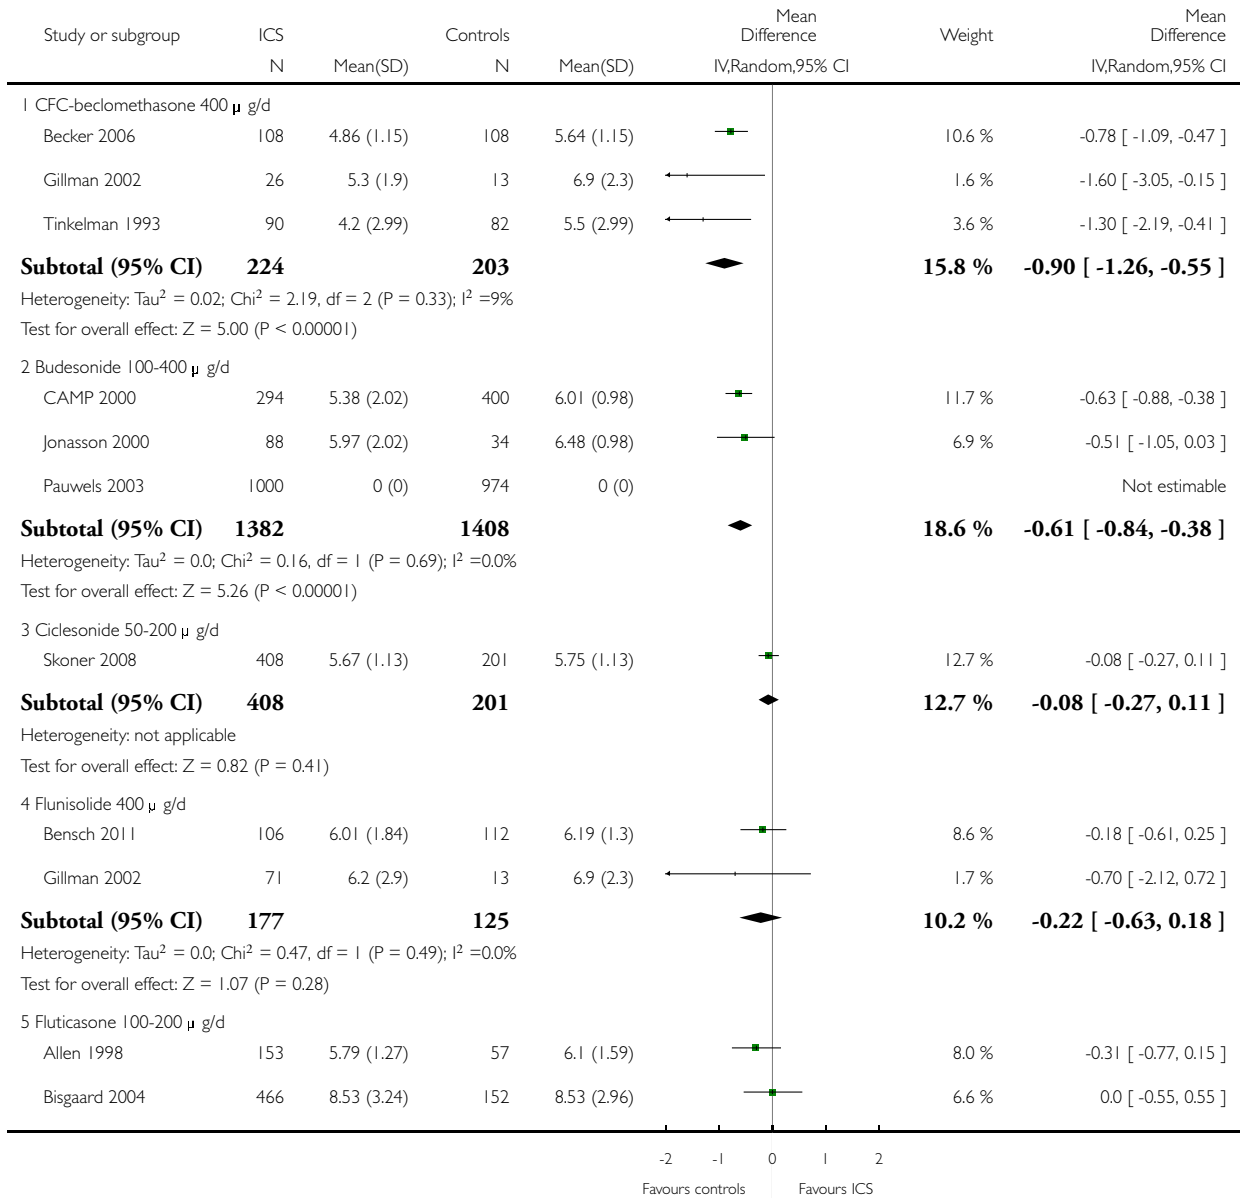 Study or subgroup ICS Controls Mean Difference Weight Mean Difference
N Mean(SD) N Mean(SD) IV,Random,95% CI IV,Random,95% CI
1 CFC-beclomethasone 400 μ g/d
Becker 2006 108 4.86 (1.15) 108 5.64 (1.15) 10.6 % -0.78 [ -1.09, -0.47 ]
Gillman 2002 26 5.3 (1.9) 13 6.9 (2.3) 1.6 % -1.60 [ -3.05, -0.15 ]
Tinkelman 1993 90 4.2 (2.99) 82 5.5 (2.99) 3.6 % -1.30 [ -2.19, -0.41 ]
Subtotal (95% CI) 224 203 15.8 % -0.90 [ -1.26, -0.55 ]
Heterogeneity: Tau² = 0.02; Chi² = 2.19, df = 2 (P = 0.33); I² =9%
Test for overall effect: Z = 5.00 (P < 0.00001)
2 Budesonide 100-400 μ g/d
CAMP 2000 294 5.38 (2.02) 400 6.01 (0.98) 11.7 % -0.63 [ -0.88, -0.38 ]
Jonasson 2000 88 5.97 (2.02) 34 6.48 (0.98) 6.9 % -0.51 [ -1.05, 0.03 ]
Pauwels 2003 1000 0 (0) 974 0 (0) Not estimable
Subtotal (95% CI) 1382 1408 18.6 % -0.61 [ -0.84, -0.38 ]
Heterogeneity: Tau² = 0.0; Chi² = 0.16, df = 1 (P = 0.69); I² =0.0%
Test for overall effect: Z = 5.26 (P < 0.00001)
3 Ciclesonide 50-200 μ g/d
Skoner 2008 408 5.67 (1.13) 201 5.75 (1.13) 12.7 % -0.08 [ -0.27, 0.11 ]
Subtotal (95% CI) 408 201 12.7 % -0.08 [ -0.27, 0.11 ]
Heterogeneity: not applicable
Test for overall effect: Z = 0.82 (P = 0.41)
4 Flunisolide 400 μ g/d
Bensch 2011 106 6.01 (1.84) 112 6.19 (1.3) 8.6 % -0.18 [ -0.61, 0.25 ]
Gillman 2002 71 6.2 (2.9) 13 6.9 (2.3) 1.7 % -0.70 [ -2.12, 0.72 ]
Subtotal (95% CI) 177 125 10.2 % -0.22 [ -0.63, 0.18 ]
Heterogeneity: Tau² = 0.0; Chi² = 0.47, df = 1 (P = 0.49); I² =0.0%
Test for overall effect: Z = 1.07 (P = 0.28)
5 Fluticasone 100-200 μ g/d
Allen 1998 153 5.79 (1.27) 57 6.1 (1.59) 8.0 % -0.31 [ -0.77, 0.15 ]
Bisgaard 2004 466 8.53 (3.24) 152 8.53 (2.96) 6.6 % 0.0 [ -0.55, 0.55 ]
-2 -1 0 1 2
Favours controls Favours ICS